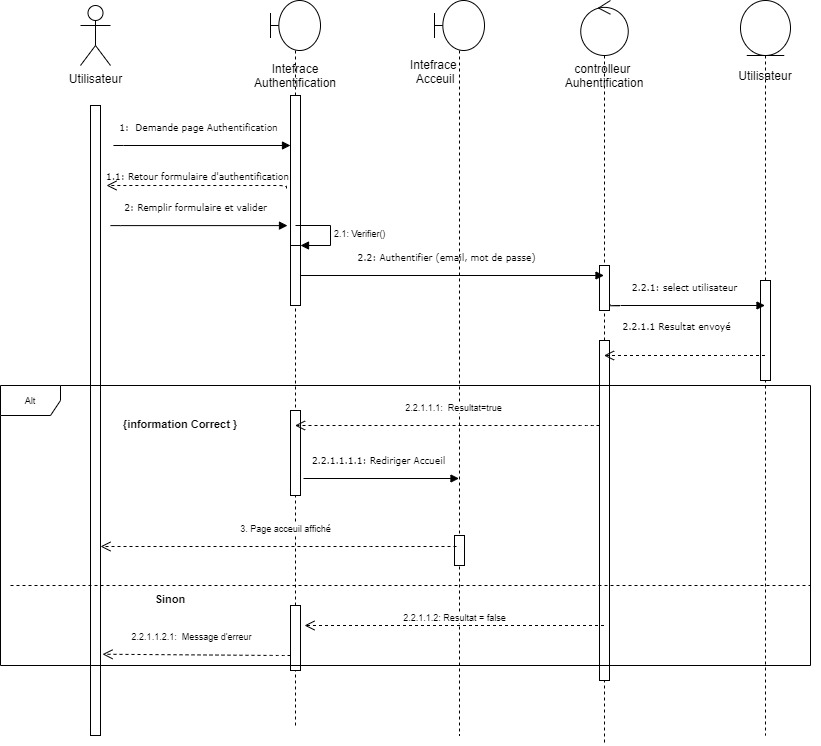 Utilisateur
Intefrace
Authentification
Intefrace
Acceuil
controlleur
Auhentification
Utilisateur
1: Demande page Authentification
1.1: Retour formulaire d'authentification
2: Remplir formulaire et valider
2.1: Verifier()
2.2: Authentifier (email, mot de passe)
2.2.1: select utilisateur
2.2.1.1 Resultat envoyé
Alt
{information Correct }
2.2.1.1.1: Resultat=true
2.2.1.1.1.1: Rediriger Accueil
3. Page acceuil affiché
Sinon
2.2.1.1.2: Resultat = false
2.2.1.1.2.1: Message d'erreur